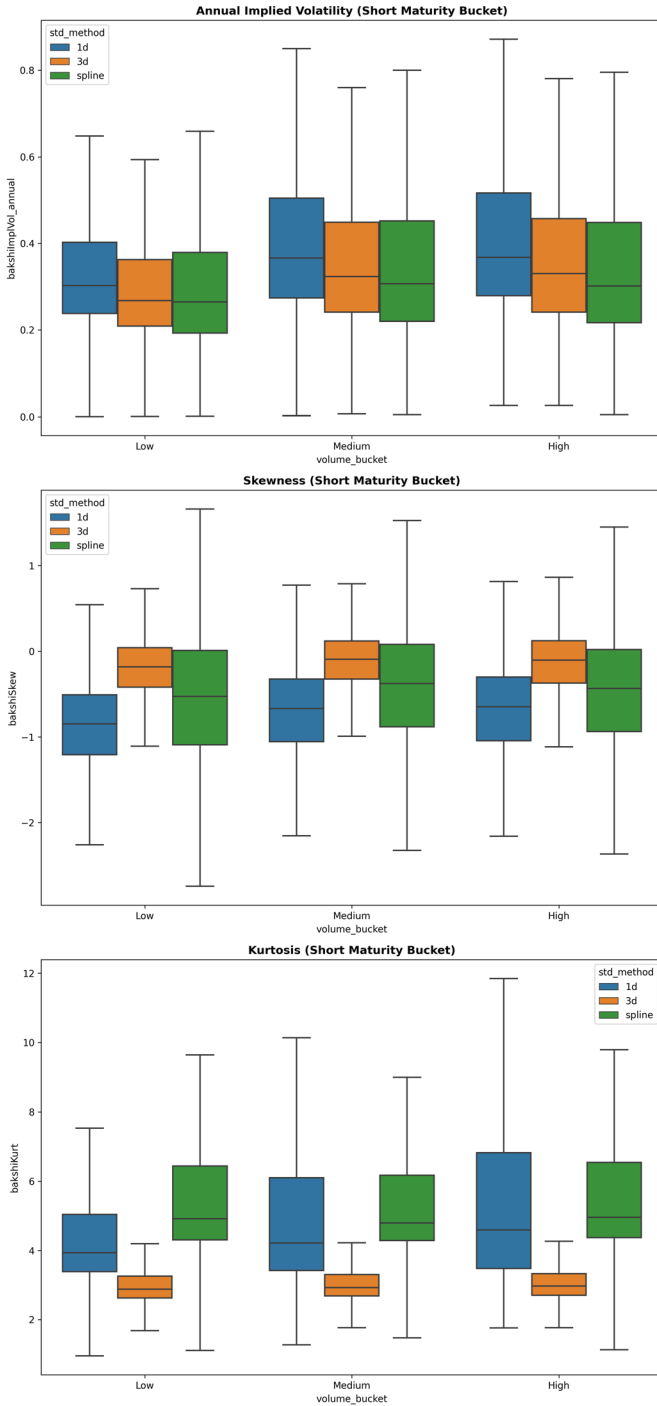 Annual Implied Volatility (Short Maturity Bucket)
std_method
1d
3d
spline
0.8
0.6
0.4
0.2
0.0
bakshiImplVol_annual
Low
Medium
High
volume_bucket
Skewness (Short Maturity Bucket)
std_method
1d
3d
spline
1
0
−1
−2
bakshiSkew
Low
Medium
High
volume_bucket
Kurtosis (Short Maturity Bucket)
std_method
1d
3d
spline
12
10
8
6
4
2
bakshiKurt
Low
Medium
High
volume_bucket